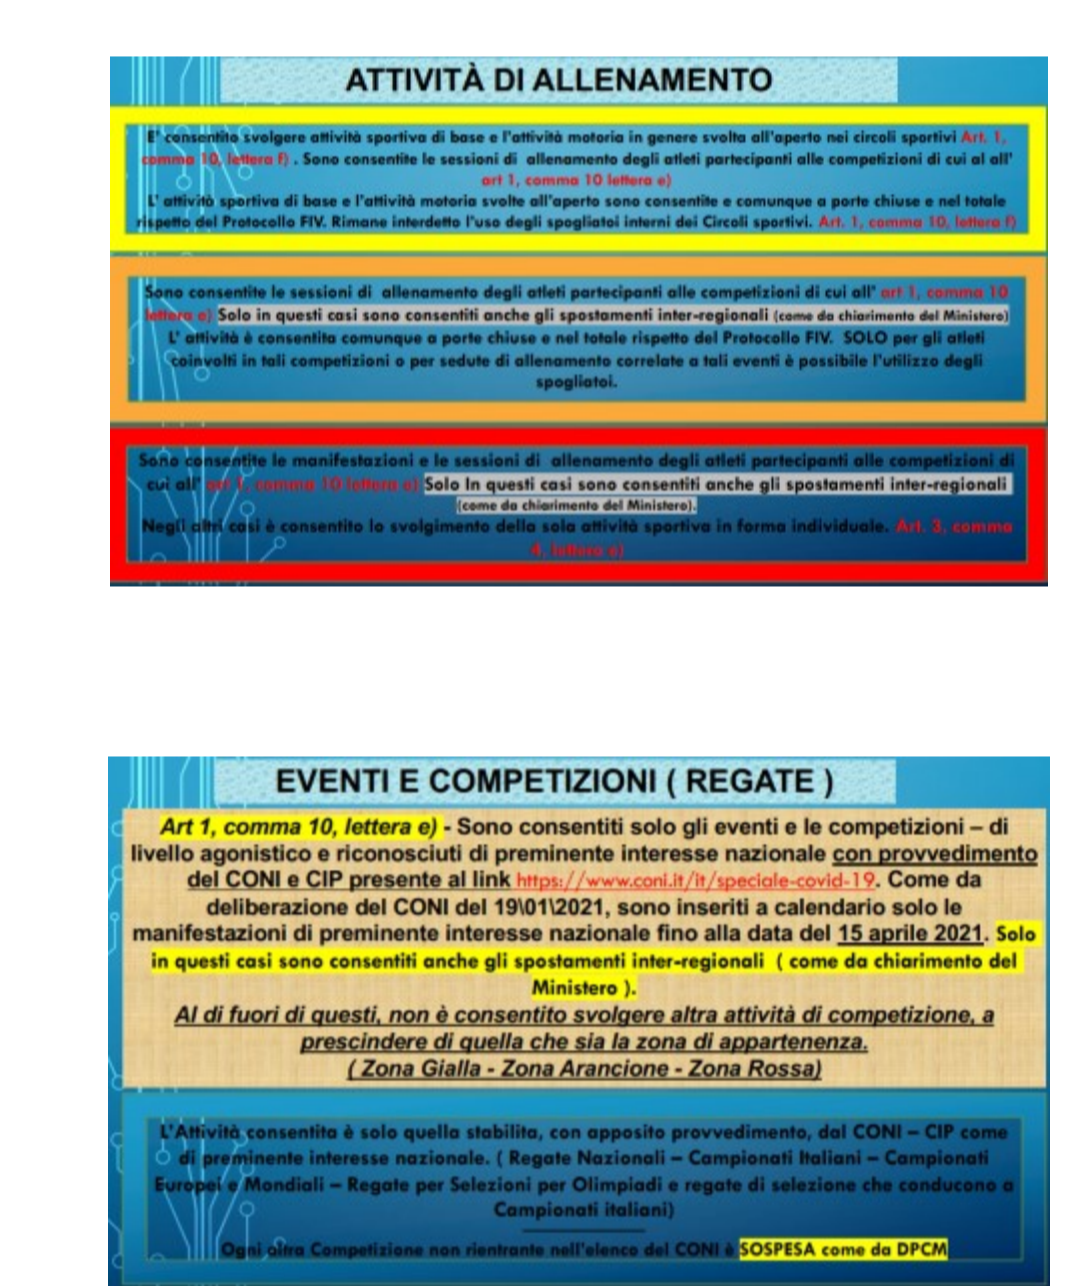 ATTIVITÀ DI ALLENAMENTO
E' consentito svolgere attività sportiva di base e l'attività motoria in genere svolta all'aperto nei circoli sportivi Art. 1,
comma 10, lettera f) . Sono consentite le sessioni di allenamento degli atleti partecipanti alle competizioni di cui al all'
art 1, comma 10 lettera e)
L' attività sportiva di base e l'attività motoria svolte all'aperto sono consentite e comunque a porte chiuse e nel totale
rispetto del Protocollo FIV. Rimane interdetto l'uso degli spogliatoi interni dei Circoli sportivi. Art. 1, comma 10, lettera f)
Sono consentite le sessioni di allenamento degli atleti partecipanti alle competizioni di cui all' art 1, comma 10
lettera e) Solo in questi casi sono consentiti anche gli spostamenti inter-regionali (come da chiarimento del Ministero)
L' attività è consentita comunque a porte chiuse e nel totale rispetto del Protocollo FIV. SOLO per gli atleti
coinvolti in tali competizioni o per sedute di allenamento correlate a tali eventi è possibile l'utilizzo degli
spogliatoi.
Sono consentite le manifestazioni e le sessioni di allenamento degli atleti partecipanti alle competizioni di
cui all' art 1, comma 10 lettera e) Solo In questi casi sono consentiti anche gli spostamenti inter-regionali
(come da chiarimento del Ministero).
Negli altri casi è consentito lo svolgimento della sola attività sportiva in forma individuale. Art. 3, comma
4, lettera e)
EVENTI E COMPETIZIONI ( REGATE )
Art 1, comma 10, lettera e) - Sono consentiti solo gli eventi e le competizioni – di
livello agonistico e riconosciuti di preminente interesse nazionale con provvedimento
del CONI e CIP presente al link https://www.coni.it/it/speciale-covid-19. Come da
deliberazione del CONI del 19\01\2021, sono inseriti a calendario solo le
manifestazioni di preminente interesse nazionale fino alla data del 15 aprile 2021. Solo
in questi casi sono consentiti anche gli spostamenti inter-regionali ( come da chiarimento del
Ministero ).
Al di fuori di questi, non è consentito svolgere altra attività di competizione, a
prescindere di quella che sia la zona di appartenenza.
( Zona Gialla - Zona Arancione - Zona Rossa)
L'Attività consentita è solo quella stabilita, con apposito provvedimento, dal CONI – CIP come
di preminente interesse nazionale. ( Regate Nazionali – Campionati Italiani – Campionati
Europei e Mondiali – Regate per Selezioni per Olimpiadi e regate di selezione che conducono a
Campionati italiani)
Ogni altra Competizione non rientrante nell'elenco del CONI è SOSPESA come da DPCM